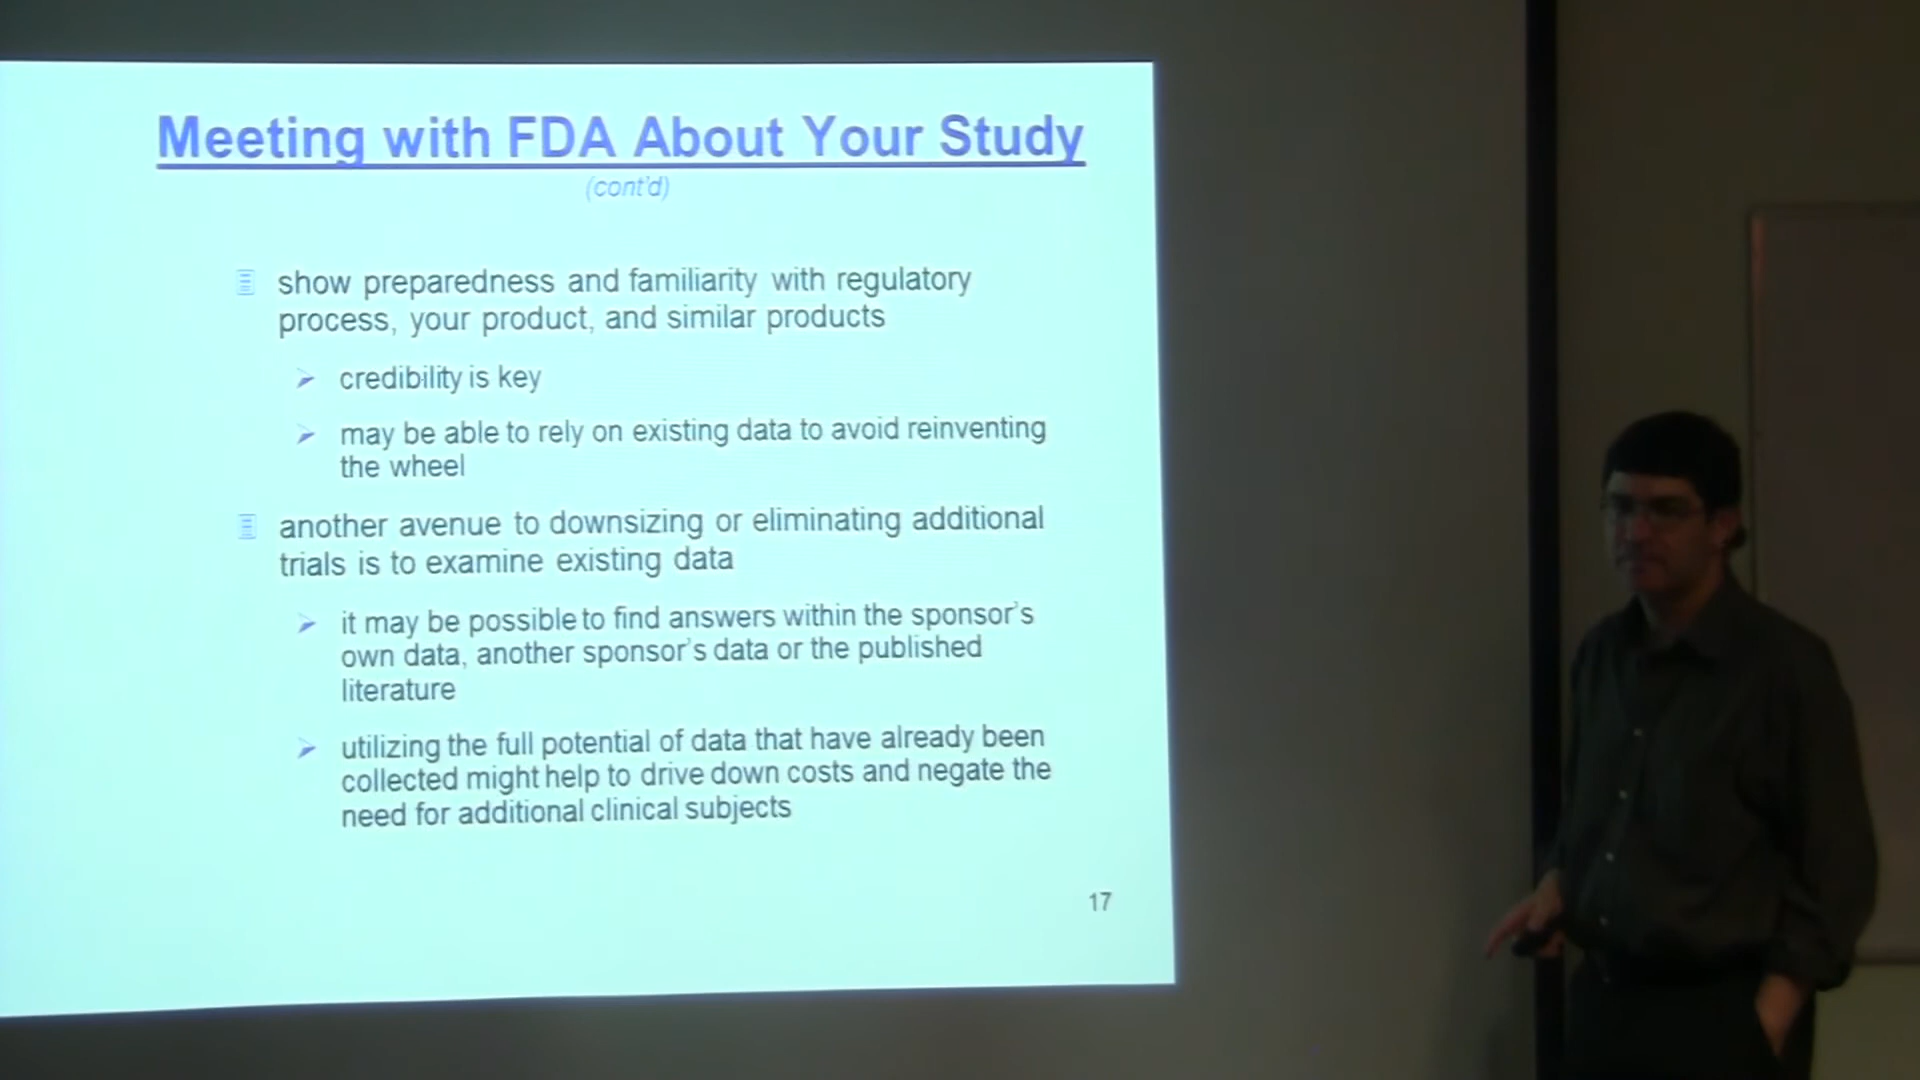 Meeting with FDA About Your Study
(cont'd)
show preparedness and familiarity with regulatory
process, your product, and similar products
credibility is key
may be able to rely on existing data to avoid reinventing
the wheel
another avenue to downsizing or eliminating additional
trials is to examine existing data
it may be possible to find answers within the sponsor's
own data, another sponsor's data or the published
literature
utilizing the full potential of data that have already been
collected might help to drive down costs and negate the
need for additional clinical subjects
17